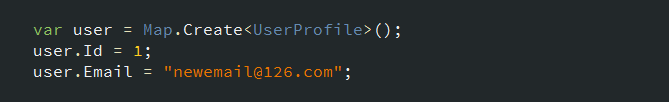 var user = Map.Create<UserProfile>();
user.Id = 1;
user.Email = "newemail@126.com";